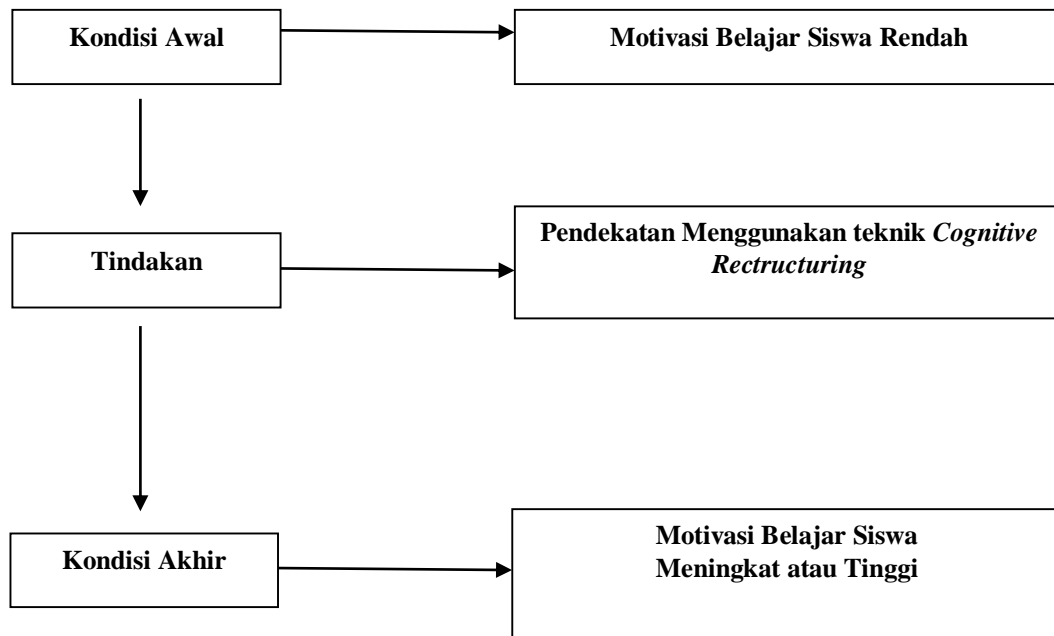 Kondisi Awal
Motivasi Belajar Siswa Rendah
Tindakan
Pendekatan Menggunakan teknik Cognitive
Rectructuring
Kondisi Akhir
Motivasi Belajar Siswa
Meningkat atau Tinggi